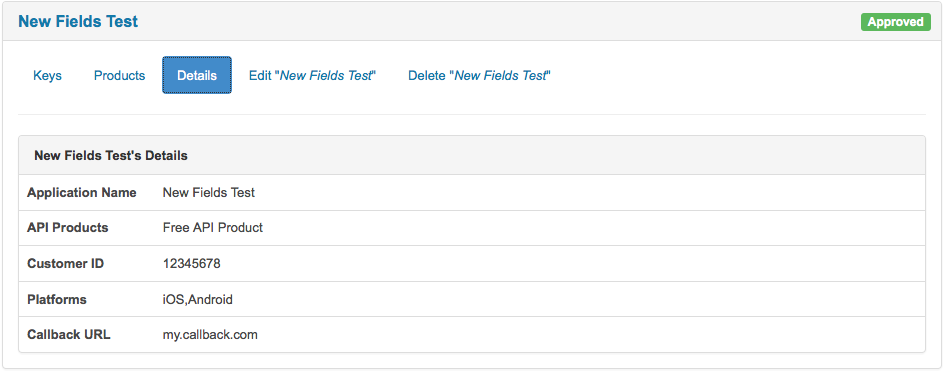 New Fields Test Approved
Keys Products Details Edit "New Fields Test" Delete "New Fields Test"
New Fields Test's Details
Application Name New Fields Test
API Products Free API Product
Customer ID 12345678
Platforms iOS,Android
Callback URL my.callback.com